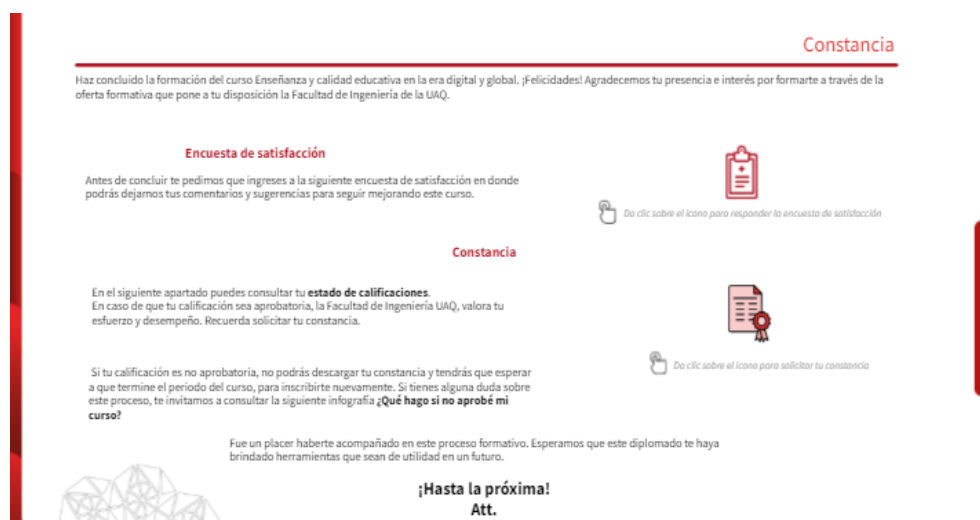 Constancia
Haz concluido la formación del curso Enseñanza y calidad educativa en la era digital y global. ¡Felicidades! Agradecemos tu presencia e interés por formarte a través de la
oferta formativa que pone a tu disposición la Facultad de Ingeniería de la UAQ.
Encuesta de satisfacción
Antes de concluir te pedimos que ingreses a la siguiente encuesta de satisfacción en donde
podrás dejarnos tus comentarios y sugerencias para seguir mejorando este curso.
Da clic sobre el icono para responder la encuesta de satisfacción
Constancia
En el siguiente apartado puedes consultar tu estado de calificaciones.
En caso de que tu calificación sea aprobatoria, la Facultad de Ingeniería UAQ, valora tu
esfuerzo y desempeño. Recuerda solicitar tu constancia.
Da clic sobre el icono para solicitar tu constancia
Si tu calificación es no aprobatoria, no podrás descargar tu constancia y tendrás que esperar
a que termine el periodo del curso, para inscribirte nuevamente. Si tienes alguna duda sobre
este proceso, te invitamos a consultar la siguiente infografía ¿Qué hago si no aprobé mi
curso?
Fue un placer haberte acompañado en este proceso formativo. Esperamos que este diplomado te haya
brindado herramientas que sean de utilidad en un futuro.
¡Hasta la próxima!
Att.